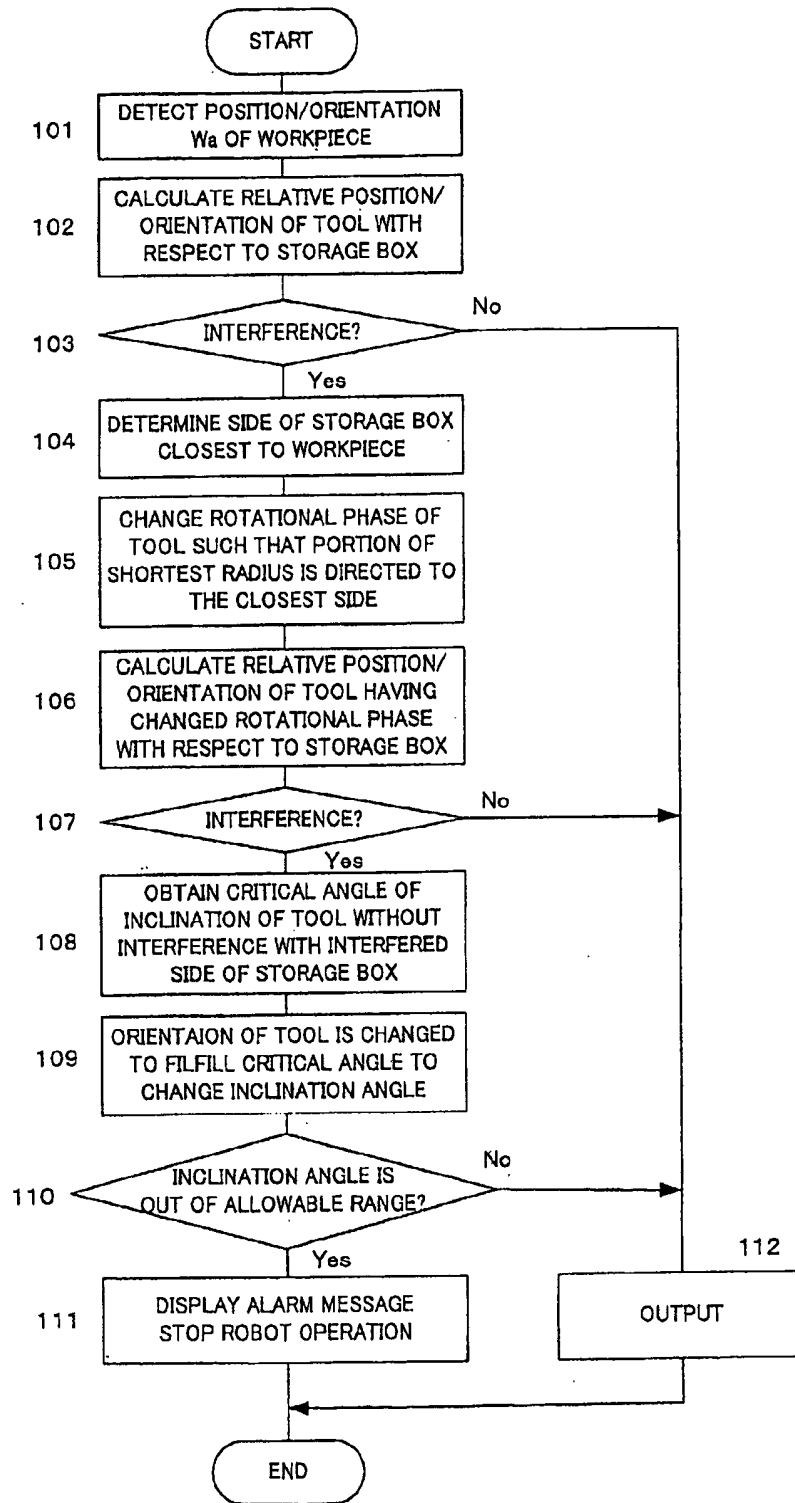 START
101
DETECT POSITION/ORIENTATION
Wa OF WORKPIECE
102
CALCULATE RELATIVE POSITION/
ORIENTATION OF TOOL WITH
RESPECT TO STORAGE BOX
103
INTERFERENCE?
No
Yes
104
DETERMINE SIDE OF STORAGE BOX
CLOSEST TO WORKPIECE
105
CHANGE ROTATIONAL PHASE OF
TOOL SUCH THAT PORTION OF
SHORTEST RADIUS IS DIRECTED TO
THE CLOSEST SIDE
106
CALCULATE RELATIVE POSITION/
ORIENTATION OF TOOL HAVING
CHANGED ROTATIONAL PHASE
WITH RESPECT TO STORAGE BOX
107
INTERFERENCE?
No
Yes
108
OBTAIN CRITICAL ANGLE OF
INCLINATION OF TOOL WITHOUT
INTERFERENCE WITH INTERFERED
SIDE OF STORAGE BOX
109
ORIENTAION OF TOOL IS CHANGED
TO FILFILL CRITICAL ANGLE TO
CHANGE INCLINATION ANGLE
110
INCLINATION ANGLE IS
OUT OF ALLOWABLE RANGE?
No
Yes
111
DISPLAY ALARM MESSAGE
STOP ROBOT OPERATION
112
OUTPUT
END